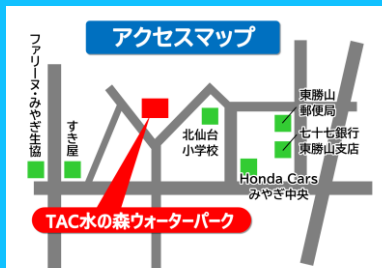 アクセスマップ
ファリーヌ・みやぎ生協
すき屋
北仙台
小学校
東勝山
郵便局
七十七銀行
東勝山支店
Honda Cars
みやぎ中央
TAC水の森ウォーターパーク